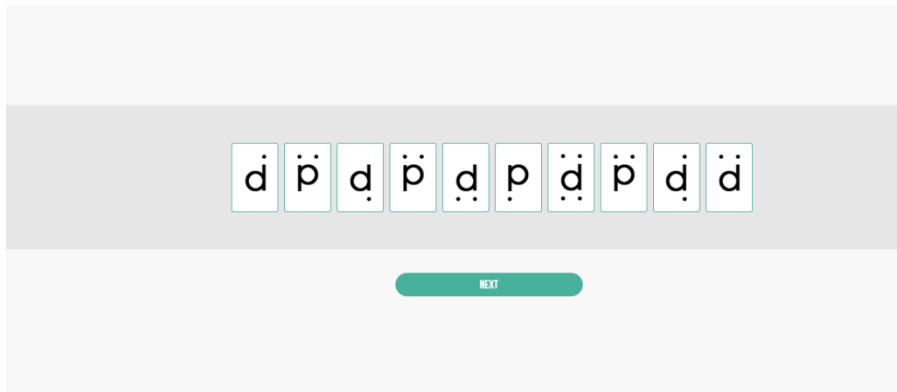 ḋ p̈ ḍ p̈ d̤ p̣ d̤̈ p̈ ḍ̇ d̈
NEXT